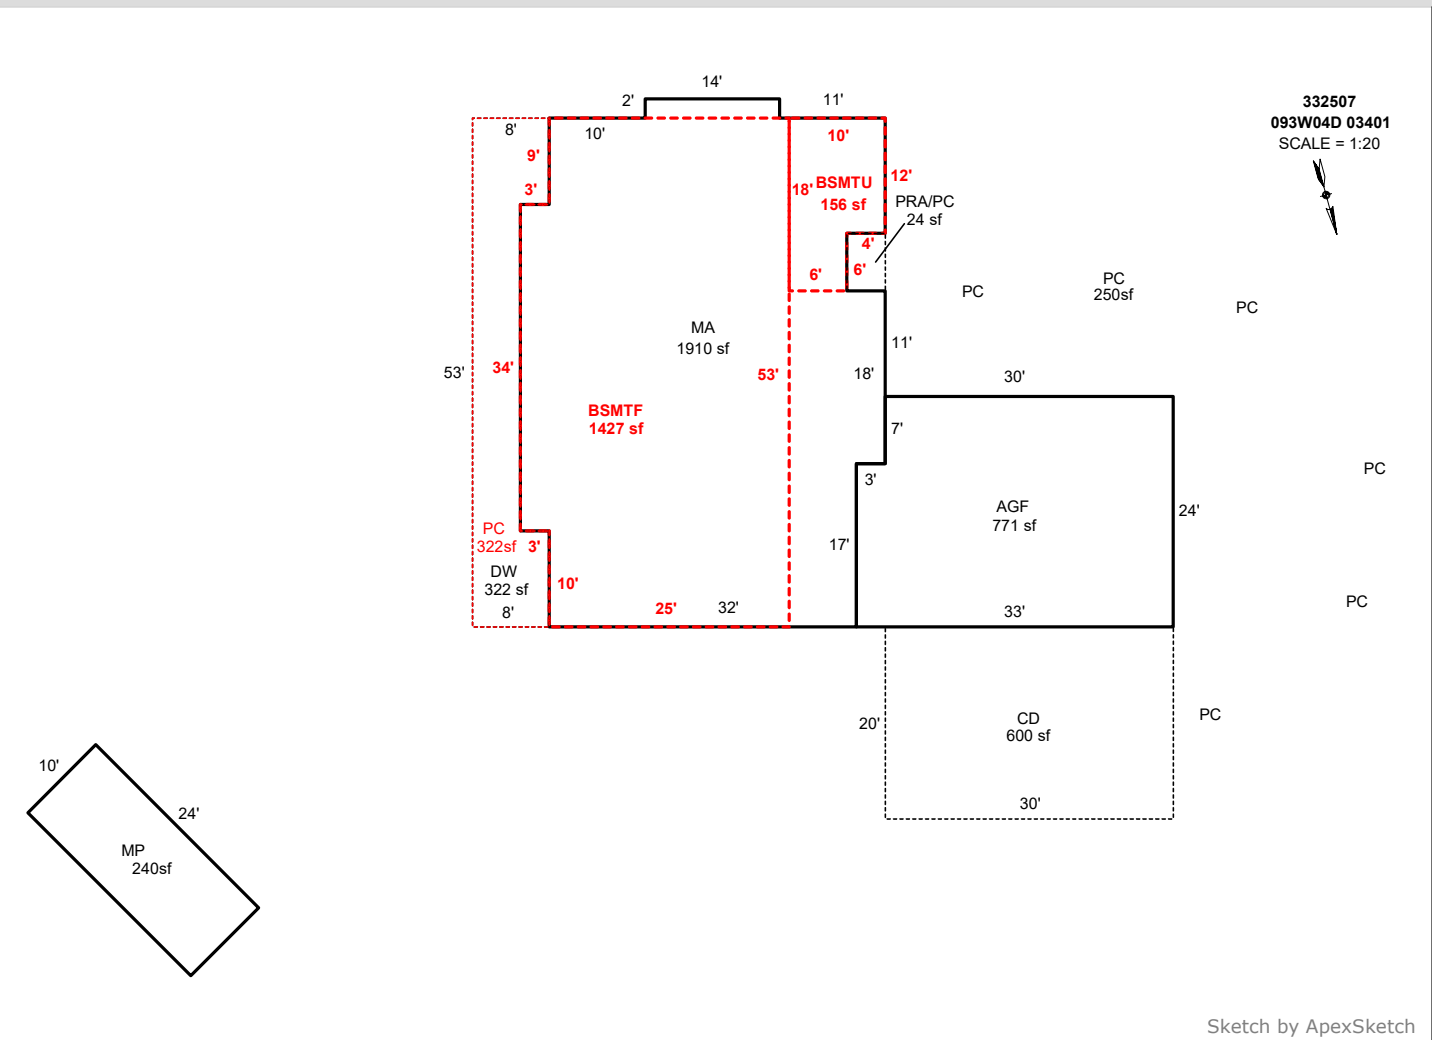 14'
2'
11'
332507
093W04D 03401
SCALE = 1:20
8'
10'
10'
9'
3'
18'
BSMTU
156 sf
12'
PRA/PC
24 sf
4'
6'
6'
PC
PC
250sf
PC
MA
1910 sf
11'
53'
34'
53'
18'
30'
BSMTF
1427 sf
7'
3'
PC
AGF
771 sf
24'
17'
PC
322sf
3'
DW
322 sf
10'
8'
25'
32'
33'
PC
20'
CD
600 sf
PC
30'
10'
24'
MP
240sf
Sketch by ApexSketch